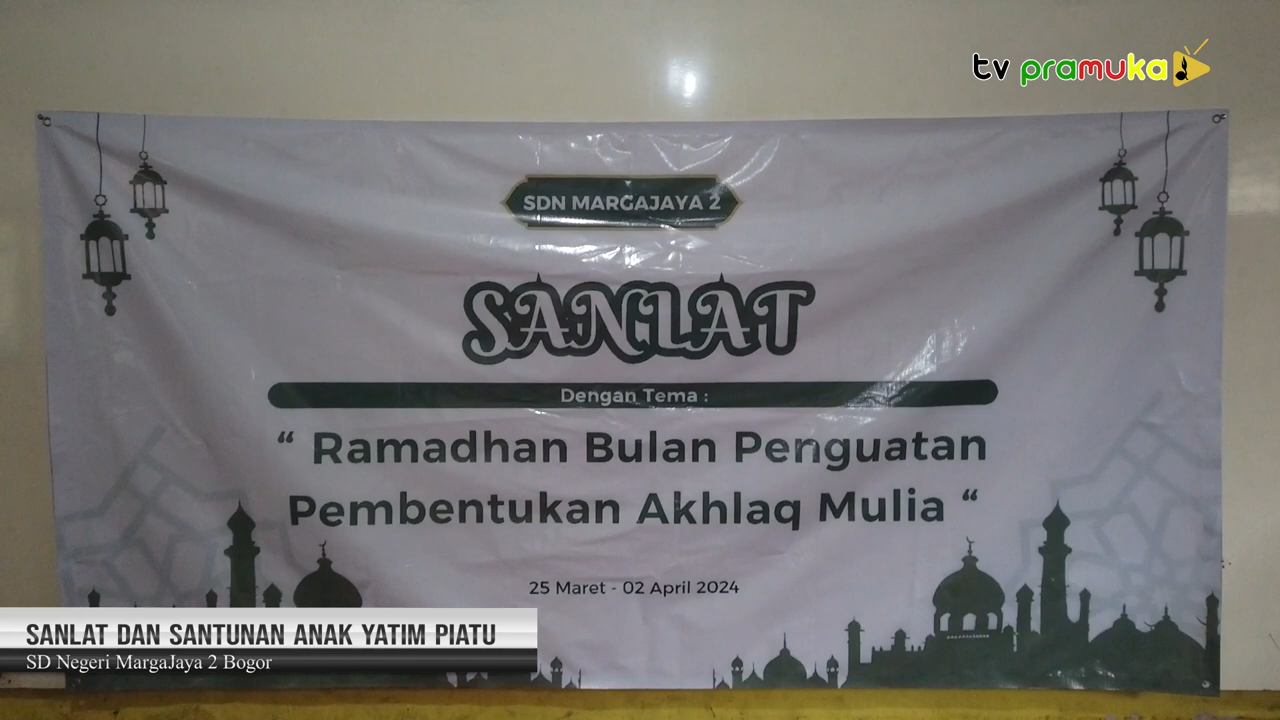 tv pramuka
SDN MARGAJAYA 2
SANLAT
Dengan Tema :
“ Ramadhan Bulan Penguatan
Pembentukan Akhlaq Mulia “
25 Maret - 02 April 2024
SANLAT DAN SANTUNAN ANAK YATIM PIATU
SD Negeri MargaJaya 2 Bogor